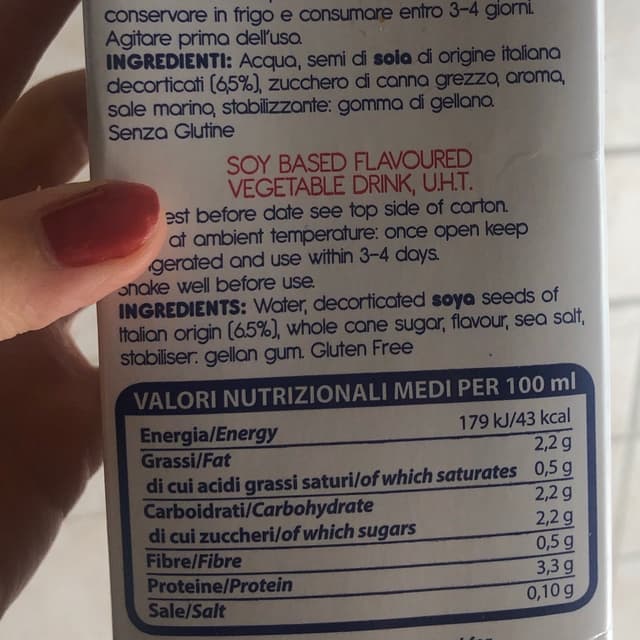 conservare in frigo e consumare entro 3-4 giorni.
Agitare prima dell'uso.
INGREDIENTI: Acqua, semi di soia di origine italiana
decorticati (6,5%), zucchero di canna grezzo, aroma,
sale marino, stabilizzante: gomma di gellano.
Senza Glutine
SOY BASED FLAVOURED
VEGETABLE DRINK, U.H.T.
est before date see top side of carton.
at ambient temperature: once open keep
gerated and use within 3-4 days.
Shake well before use.
INGREDIENTS: Water, decorticated soya seeds of
Italian origin (6.5%), whole cane sugar, flavour, sea salt,
stabiliser: gellan gum. Gluten Free
VALORI NUTRIZIONALI MEDI PER 100 ml
Energia/Energy 179 kJ/43 kcal
Grassi/Fat 2,2 g
di cui acidi grassi saturi/of which saturates 0,5 g
Carboidrati/Carbohydrate 2,2 g
di cui zuccheri/of which sugars 2,2 g
Fibre/Fibre 0,5 g
Proteine/Protein 3,3 g
Sale/Salt 0,10 g